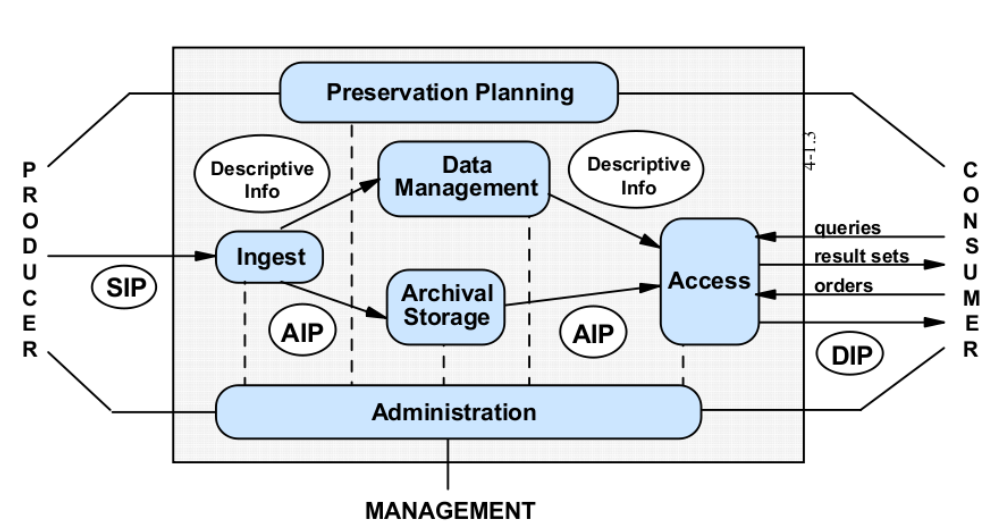 Preservation Planning
4-1.3
PRODUCER
Descriptive
Info
Data
Management
Descriptive
Info
CONSUMER
Ingest
SIP
Archival
Storage
AIP
AIP
Access
queries
result sets
orders
DIP
Administration
MANAGEMENT